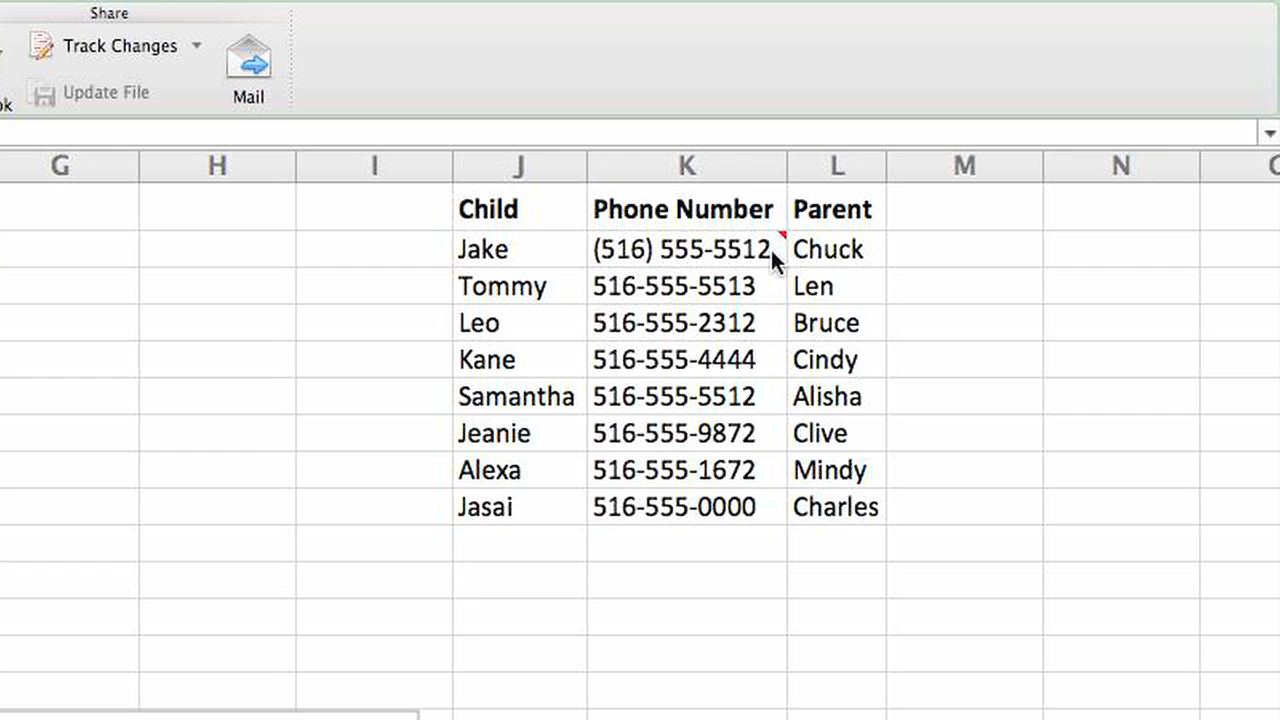 Share
Track Changes
ok Update File Mail
G H I J K L M N
Child Phone Number Parent
Jake (516) 555-5512 Chuck
Tommy 516-555-5513 Len
Leo 516-555-2312 Bruce
Kane 516-555-4444 Cindy
Samantha 516-555-5512 Alisha
Jeanie 516-555-9872 Clive
Alexa 516-555-1672 Mindy
Jasai 516-555-0000 Charles